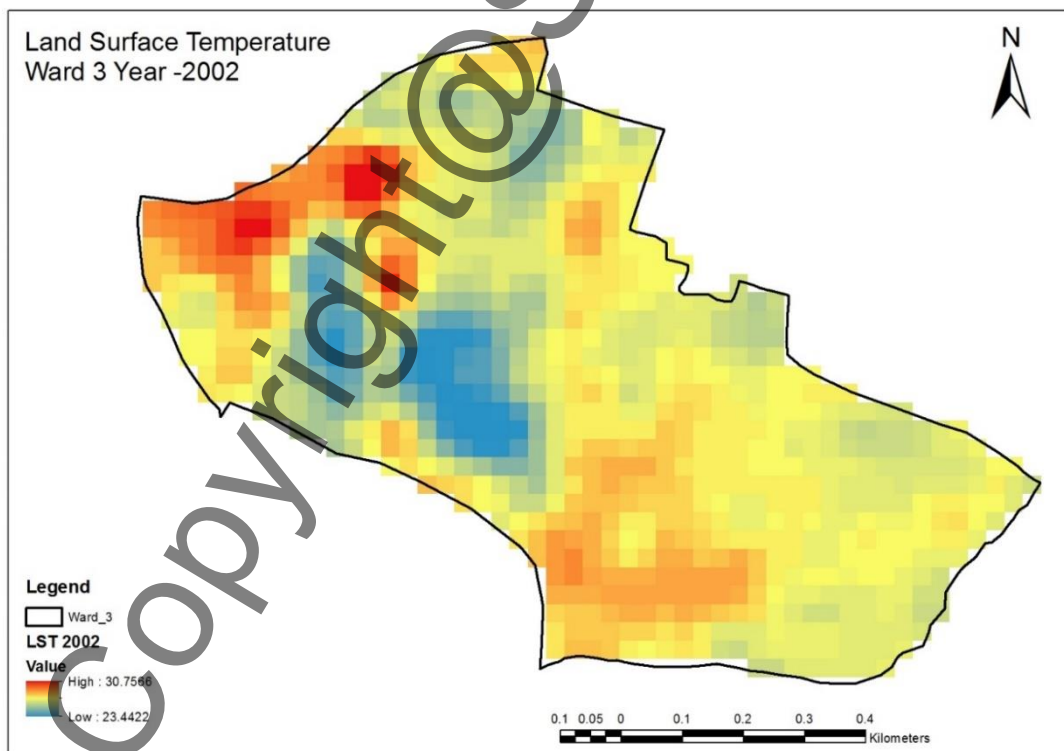 Land Surface Temperature
Ward 3 Year -2002
N
Legend
Ward_3
LST 2002
Value
High : 30.7566
Low : 23.4422
0.1 0.05 0 0.1 0.2 0.3 0.4
Kilometers
Copyright@S